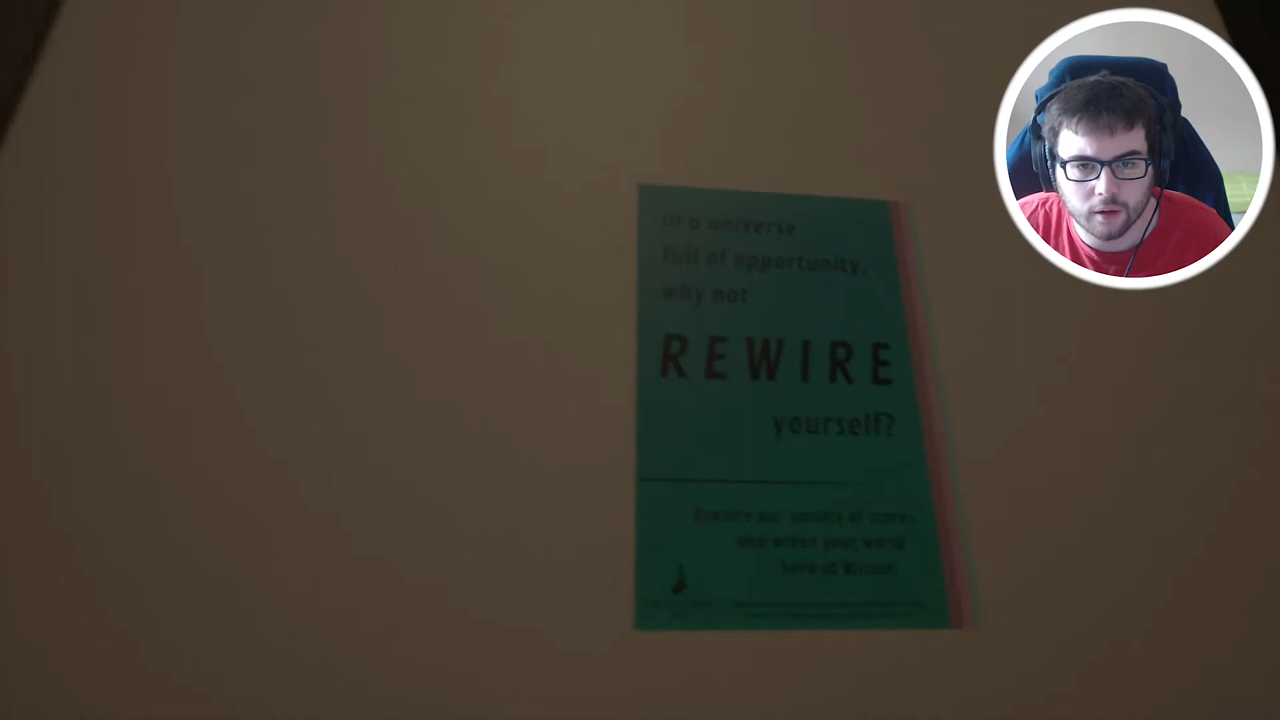 in a universe
full of opportunity,
why not
REWIRE
yourself?
Explore our variety of stores
and widen your world
here at